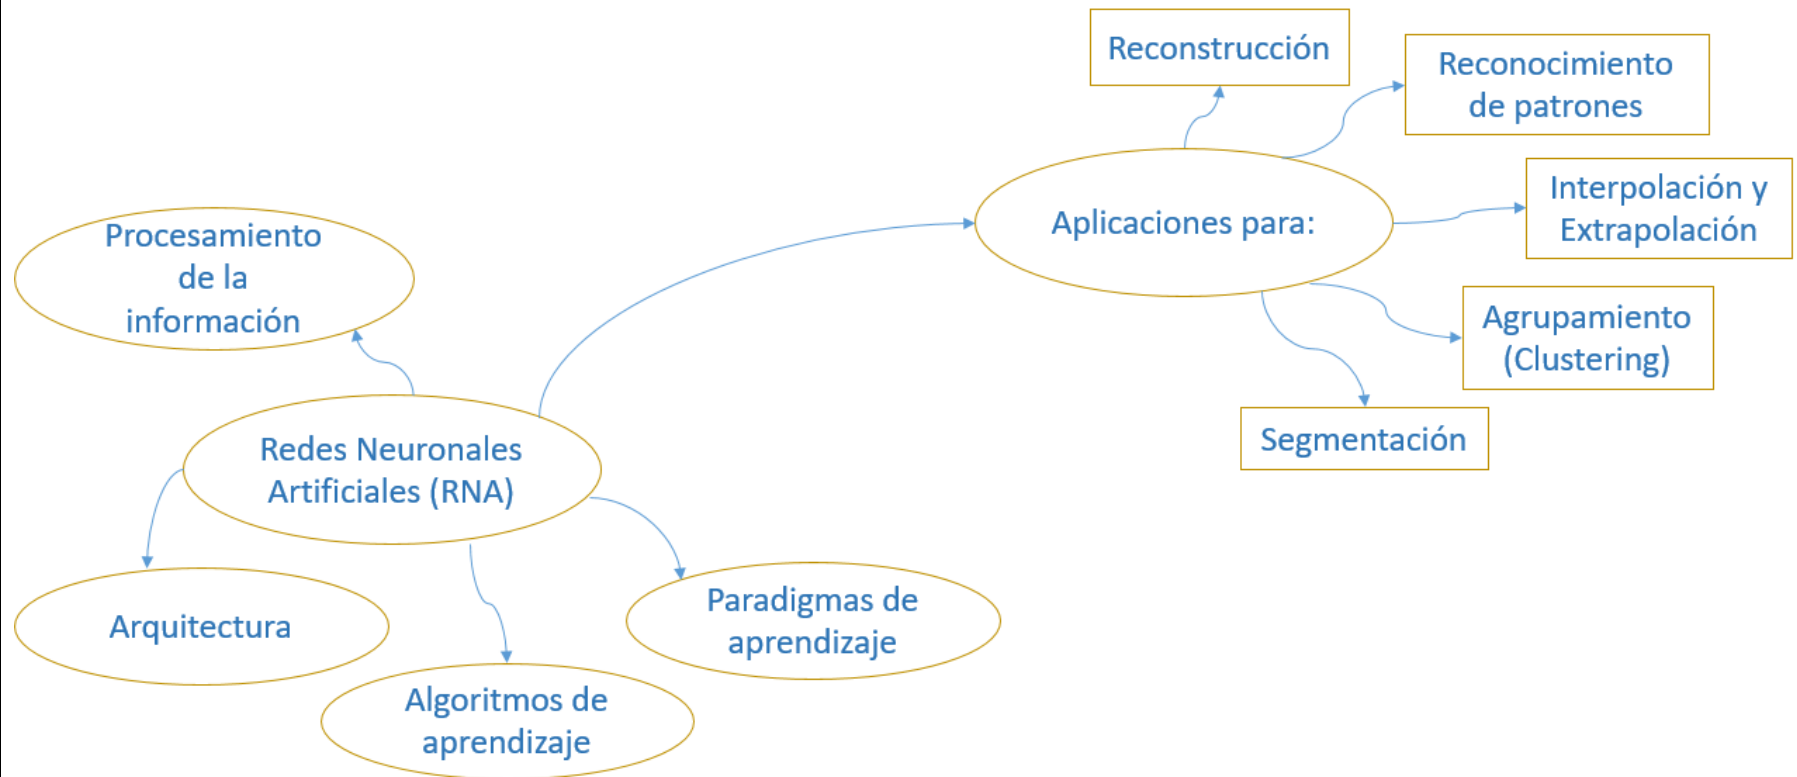 Reconstrucción
Reconocimiento
de patrones
Interpolación y
Extrapolación
Aplicaciones para:
Agrupamiento
(Clustering)
Segmentación
Procesamiento
de la
información
Redes Neuronales
Artificiales (RNA)
Arquitectura
Paradigmas de
aprendizaje
Algoritmos de
aprendizaje